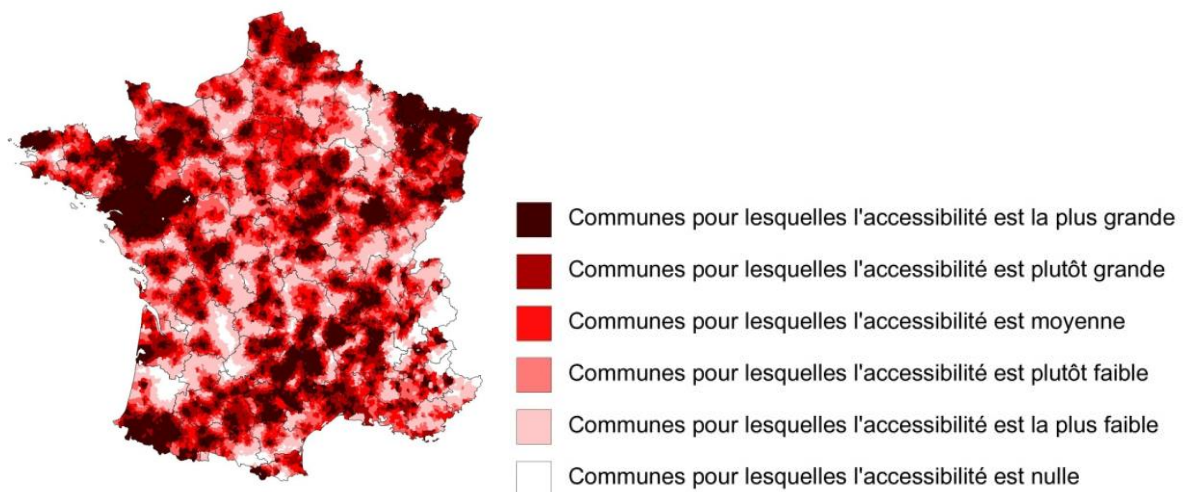 Communes pour lesquelles l'accessibilité est la plus grande
Communes pour lesquelles l'accessibilité est plutôt grande
Communes pour lesquelles l'accessibilité est moyenne
Communes pour lesquelles l'accessibilité est plutôt faible
Communes pour lesquelles l'accessibilité est la plus faible
Communes pour lesquelles l'accessibilité est nulle